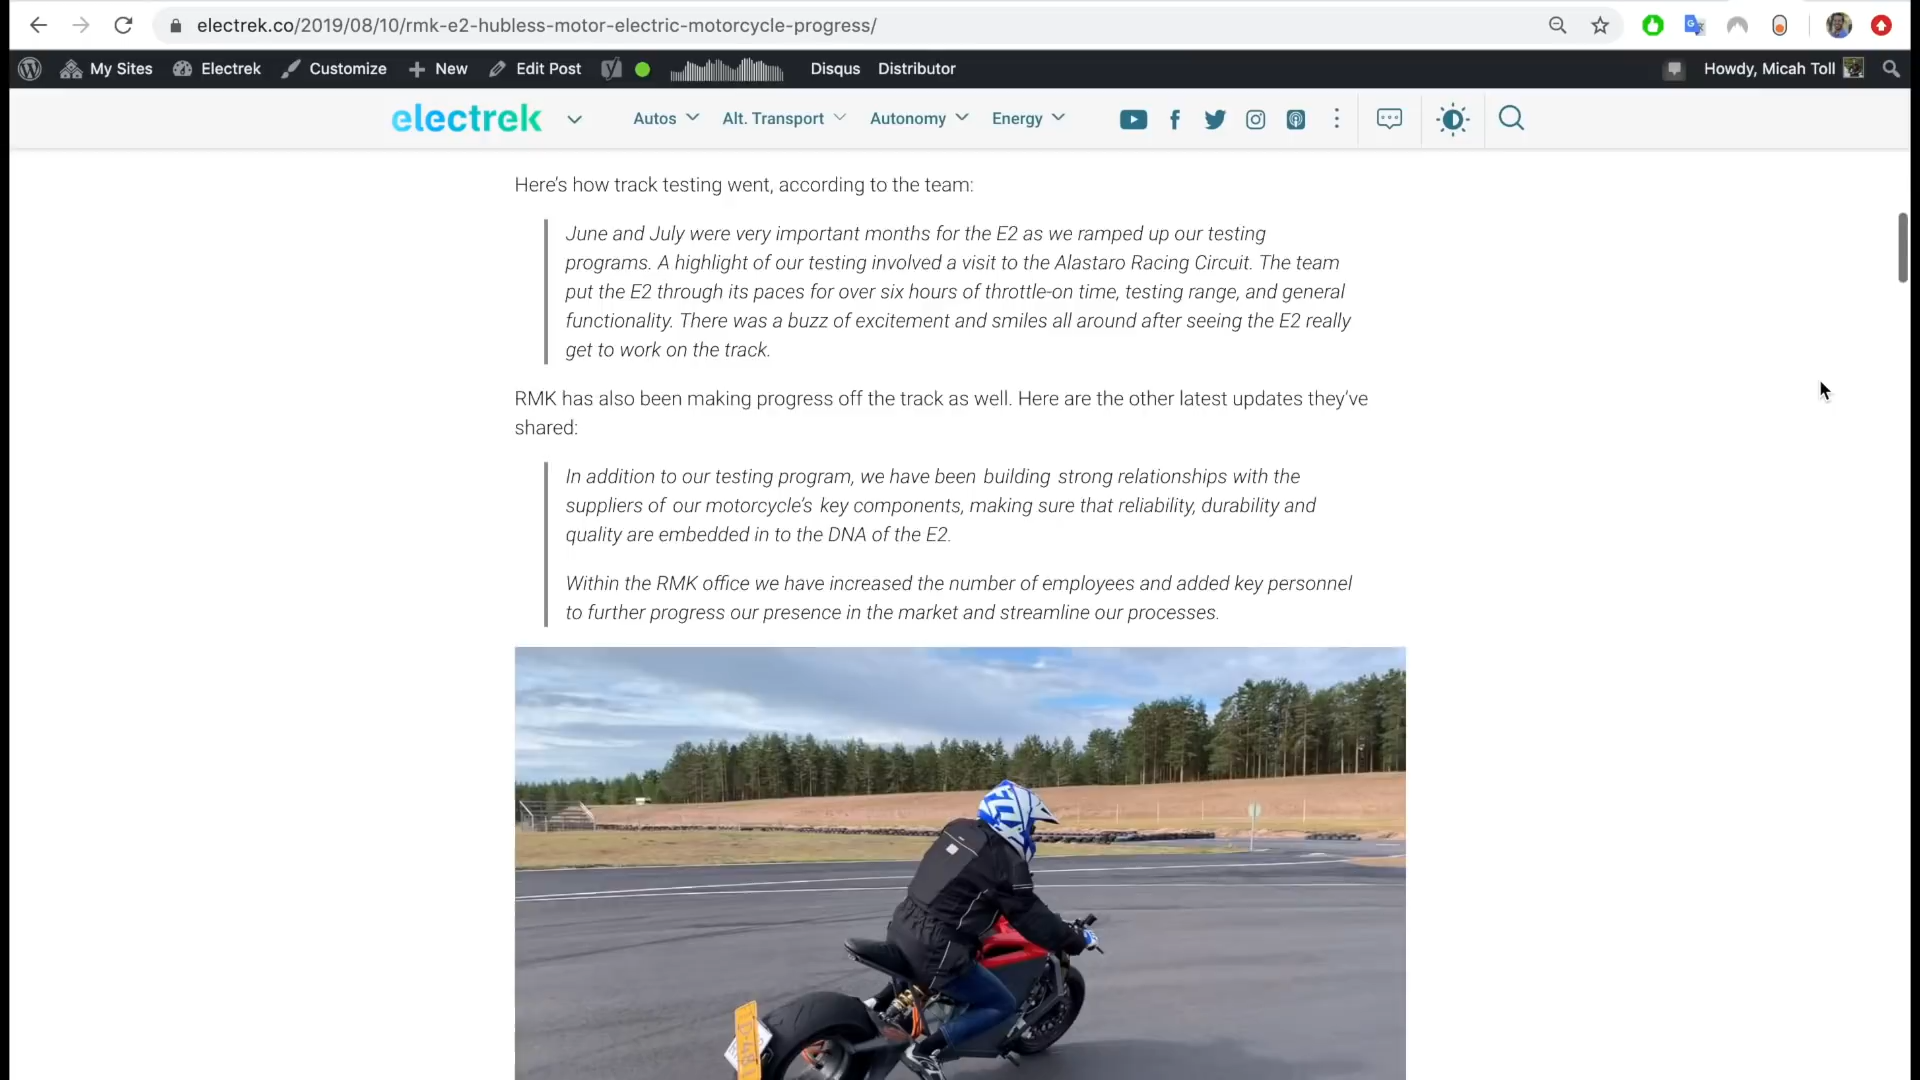 electrek.co/2019/08/10/rmk-e2-hubless-motor-electric-motorcycle-progress/
My Sites Electrek Customize New Edit Post Disqus Distributor Howdy, Micah Toll
electrek Autos Alt. Transport Autonomy Energy
Here’s how track testing went, according to the team:
June and July were very important months for the E2 as we ramped up our testing
programs. A highlight of our testing involved a visit to the Alastaro Racing Circuit. The team
put the E2 through its paces for over six hours of throttle-on time, testing range, and general
functionality. There was a buzz of excitement and smiles all around after seeing the E2 really
get to work on the track.
RMK has also been making progress off the track as well. Here are the other latest updates they’ve
shared:
In addition to our testing program, we have been building strong relationships with the
suppliers of our motorcycle’s key components, making sure that reliability, durability and
quality are embedded in to the DNA of the E2.
Within the RMK office we have increased the number of employees and added key personnel
to further progress our presence in the market and streamline our processes.
FOX